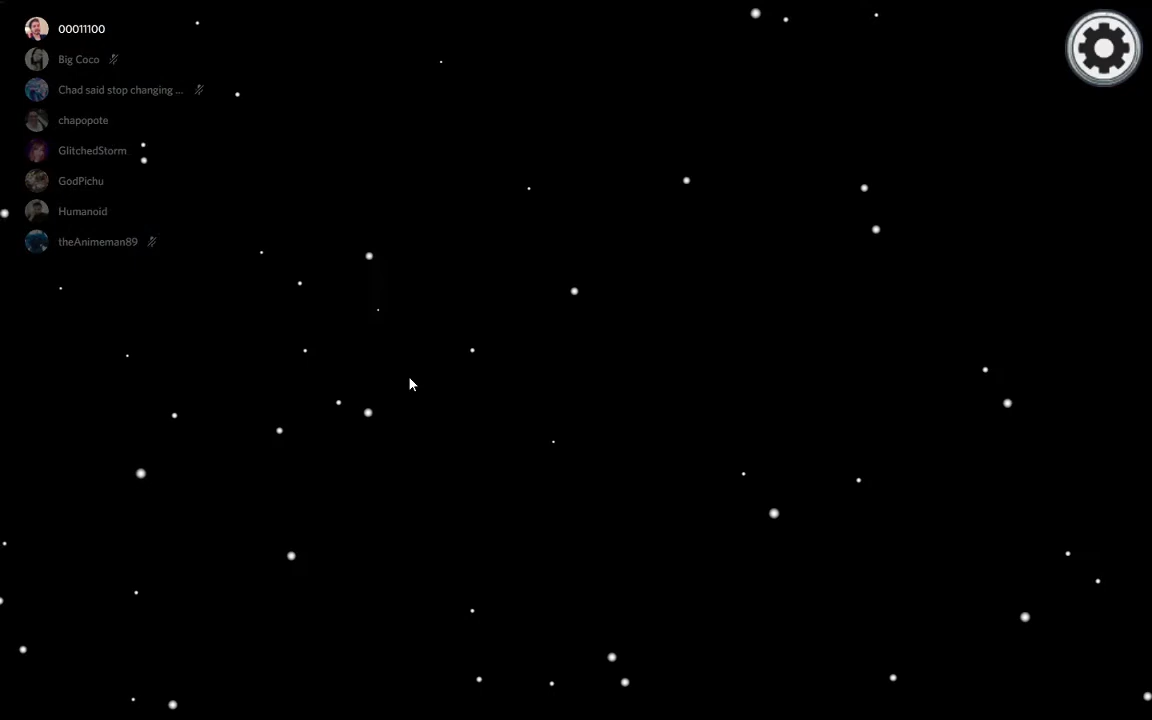 00011100
Big Coco
Chad said stop changing ...
chapopote
GlitchedStorm
GodPichu
Humanoid
theAnimeman89